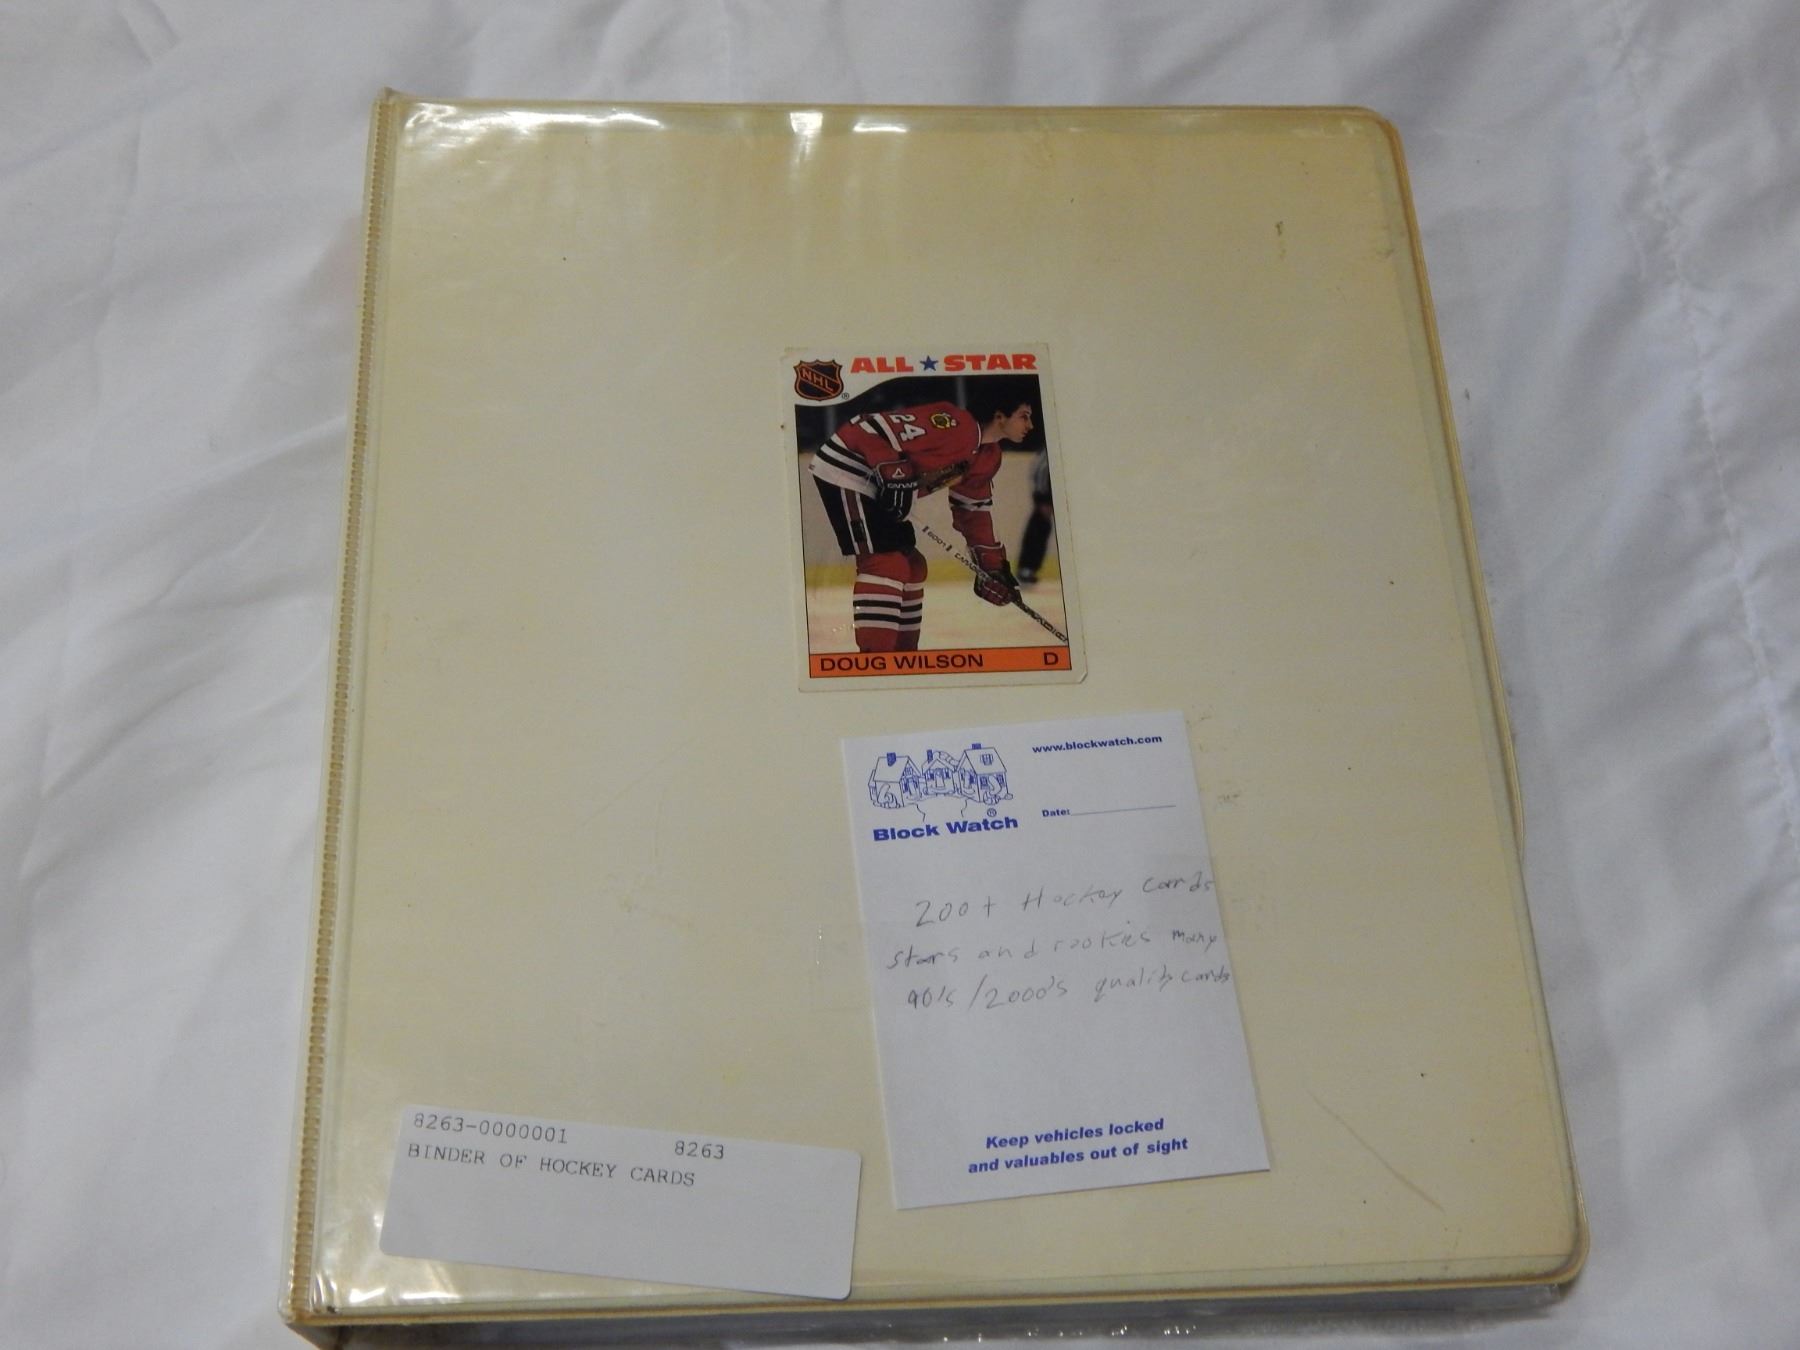 NHL
ALL ★ STAR
24
DOUG WILSON D
www.blockwatch.com
Date:
Block Watch ®
200+ Hockey cards
stars and rookies many
90's/2000's quality cards
Keep vehicles locked
and valuables out of sight
8263-0000001 8263
BINDER OF HOCKEY CARDS